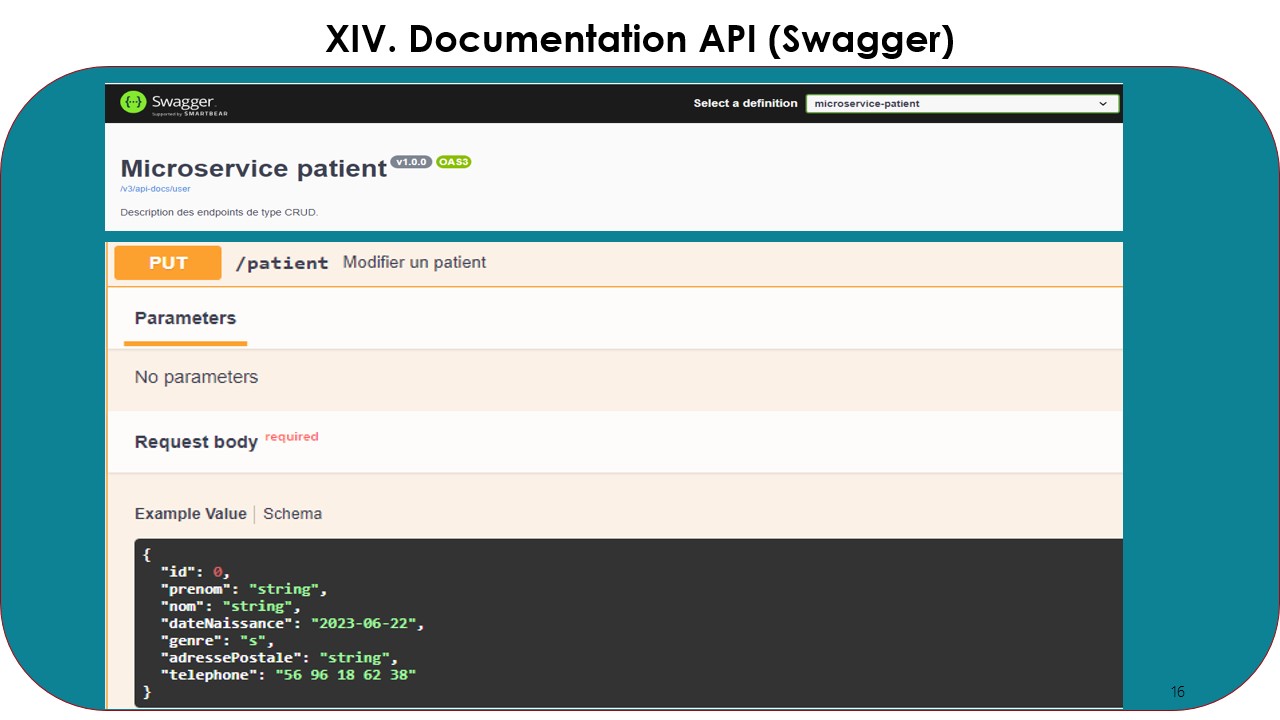 XIV. Documentation API (Swagger)
Swagger. Select a definition microservice-patient
Supported by SMARTBEAR
Microservice patient v1.0.0 OAS3
/v3/api-docs/user
Description des endpoints de type CRUD.
PUT /patient Modifier un patient
Parameters
No parameters
Request body required
Example Value | Schema
{
"id": 0,
"prenom": "string",
"nom": "string",
"dateNaissance": "2023-06-22",
"genre": "s",
"adressePostale": "string",
"telephone": "56 96 18 62 38"
}
16